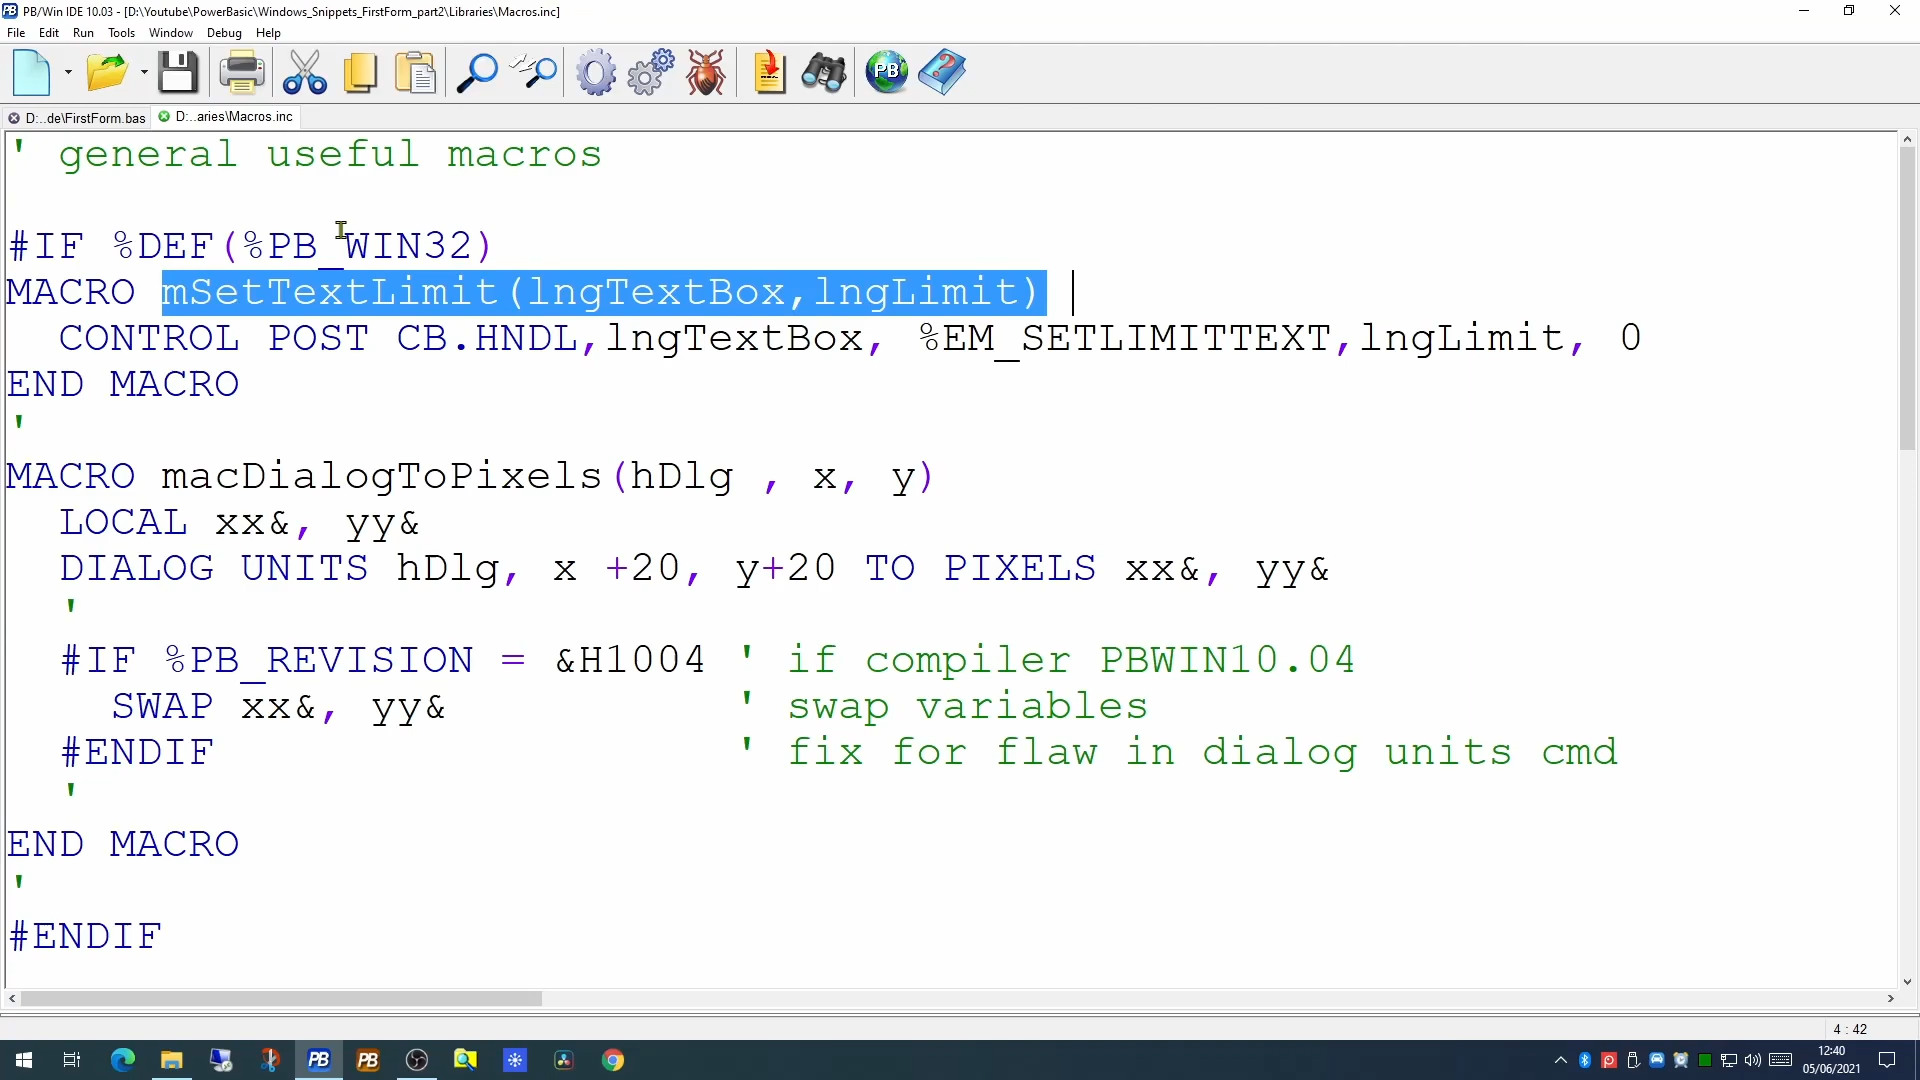 PB/Win IDE 10.03 - [D:\Youtube\PowerBasic\Windows_Snippets_FirstForm_part2\Libraries\Macros.inc]
File Edit Run Tools Window Debug Help
D:..de\FirstForm.bas D:..aries\Macros.inc
' general useful macros
#IF %DEF(%PB_WIN32)
MACRO mSetTextLimit(lngTextBox,lngLimit)
CONTROL POST CB.HNDL,lngTextBox, %EM_SETLIMITTEXT,lngLimit, 0
END MACRO
'
MACRO macDialogToPixels(hDlg , x, y)
LOCAL xx&, yy&
DIALOG UNITS hDlg, x +20, y+20 TO PIXELS xx&, yy&
'
#IF %PB_REVISION = &H1004 ' if compiler PBWIN10.04
SWAP xx&, yy& ' swap variables
#ENDIF ' fix for flaw in dialog units cmd
'
END MACRO
'
#ENDIF
4 : 42
12:40
05/06/2021